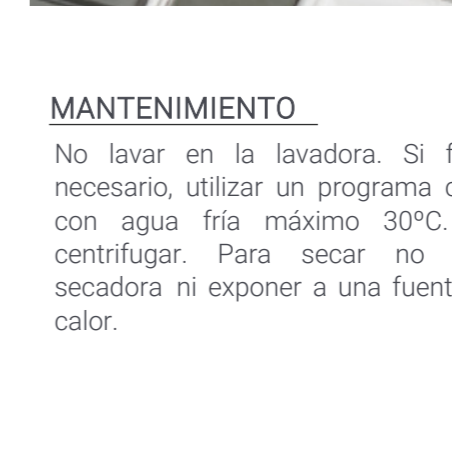 MANTENIMIENTO
No lavar en la lavadora. Si
necesario, utilizar un programa
con agua fría máximo 30ºC.
centrifugar. Para secar no
secadora ni exponer a una
calor.